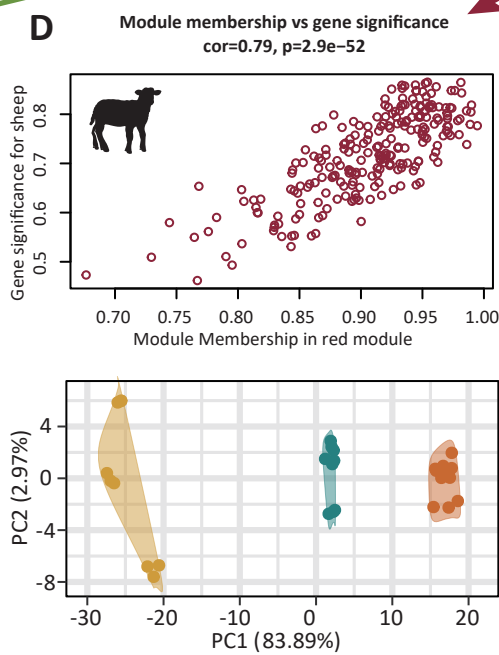 D
Module membership vs gene significance
cor=0.79, p=2.9e−52
Gene significance for sheep
0.8
0.7
0.6
0.5
0.70 0.75 0.80 0.85 0.90 0.95 1.00
Module Membership in red module
PC2 (2.97%)
4
0
-4
-8
-30 -20 -10 0 10 20
PC1 (83.89%)